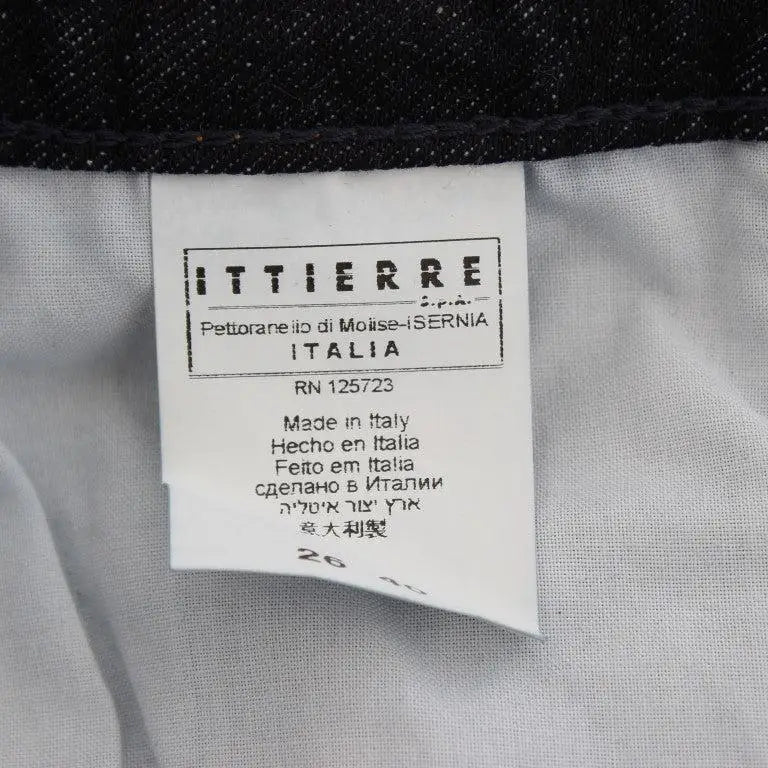 ITTIERRE
S.p.A.
Pettoranello di Molise-ISERNIA
ITALIA
RN 125723
Made in Italy
Hecho en Italia
Feito em Italia
сделано в Италии
ארץ יצור איטליה
意大利製
26